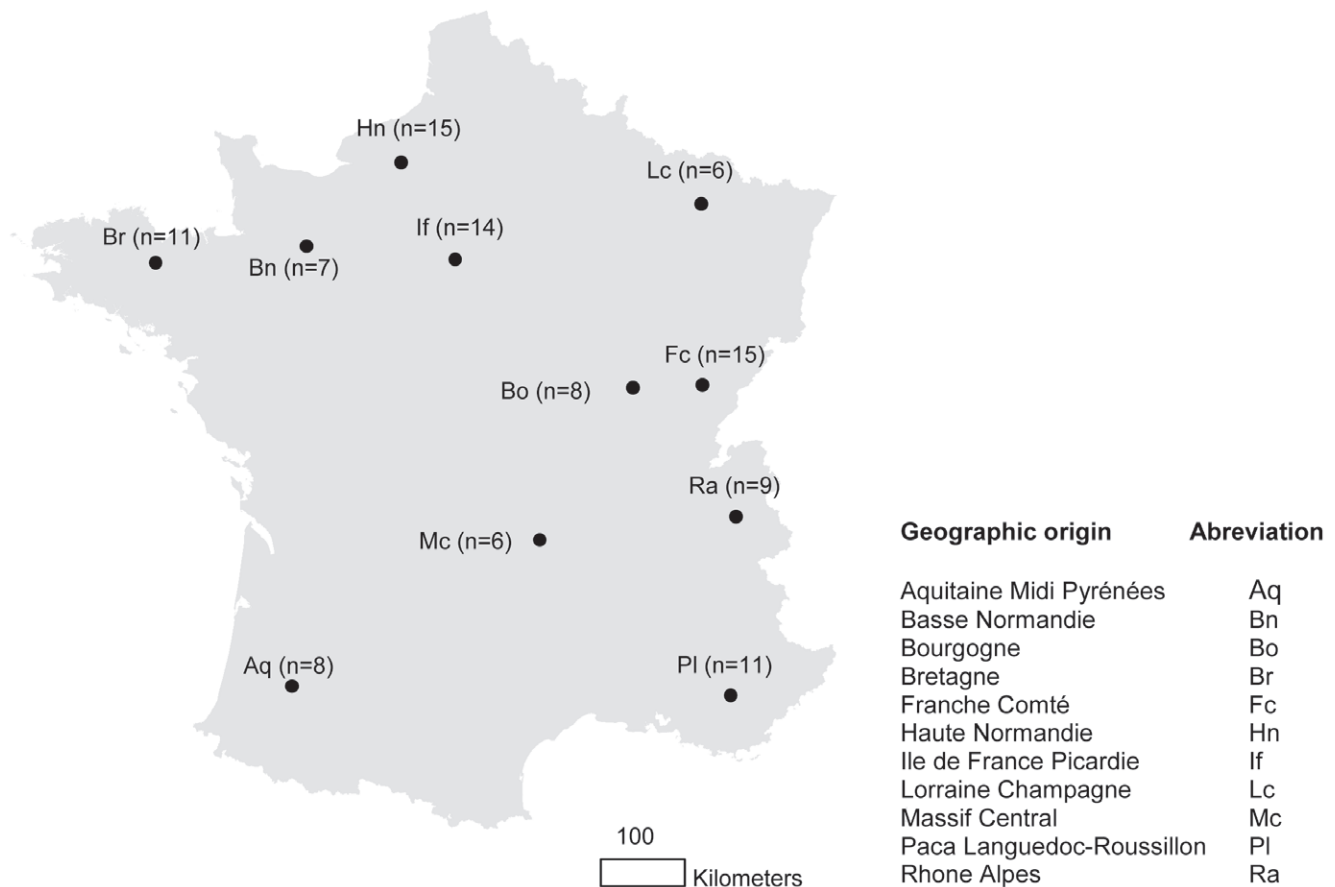 Hn (n=15)
Lc (n=6)
If (n=14)
Br (n=11)
Bn (n=7)
Fc (n=15)
Bo (n=8)
Ra (n=9)
Mc (n=6)
Aq (n=8)
Pl (n=11)
100
Kilometers
Geographic origin Abreviation
Aquitaine Midi Pyrénées Aq
Basse Normandie Bn
Bourgogne Bo
Bretagne Br
Franche Comté Fc
Haute Normandie Hn
Ile de France Picardie If
Lorraine Champagne Lc
Massif Central Mc
Paca Languedoc-Roussillon Pl
Rhone Alpes Ra